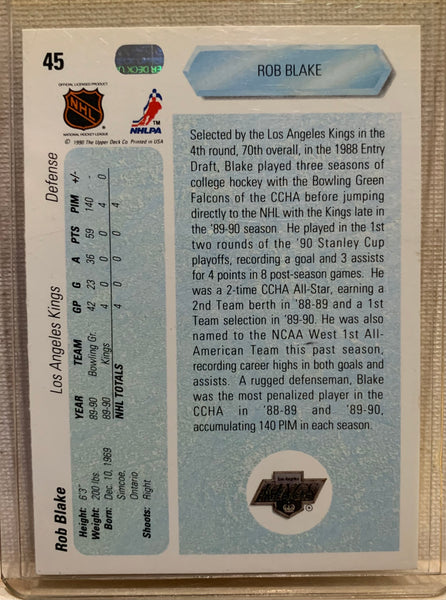 45
ROB BLAKE
OFFICIAL LICENSED PRODUCT
NHL
NATIONAL HOCKEY LEAGUE
NHLPA
TM
© 1990 The Upper Deck Co. Printed in USA
Selected by the Los Angeles Kings in the
4th round, 70th overall, in the 1988 Entry
Draft, Blake played three seasons of
college hockey with the Bowling Green
Falcons of the CCHA before jumping
directly to the NHL with the Kings late in
the '89-90 season. He played in the 1st
two rounds of the '90 Stanley Cup
playoffs, recording a goal and 3 assists
for 4 points in 8 post-season games. He
was a 2-time CCHA All-Star, earning a
2nd Team berth in '88-89 and a 1st
Team selection in '89-90. He was also
named to the NCAA West 1st All-
American Team this past season,
recording career highs in both goals and
assists. A rugged defenseman, Blake
was the most penalized player in the
CCHA in '88-89 and '89-90,
accumulating 140 PIM in each season.
Los Angeles
KINGS
®
Rob Blake Los Angeles Kings Defense
Height: 6'3"
Weight: 200 lbs.
Born: Dec. 10, 1969
Simcoe,
Ontario
Shoots: Right
YEAR TEAM GP G A PTS PIM +/-
89-90 Bowling Gr. 42 23 36 59 140 -
89-90 Kings 4 0 4 0
NHL TOTALS 4 0 4 0